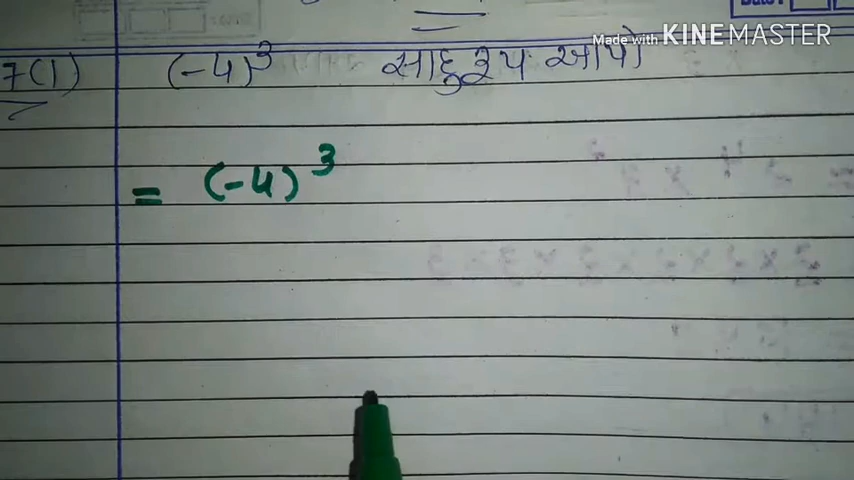 Made with KINEMASTER
7(1) (-4)³ સાદુરૂપ આપો
= (-4)³